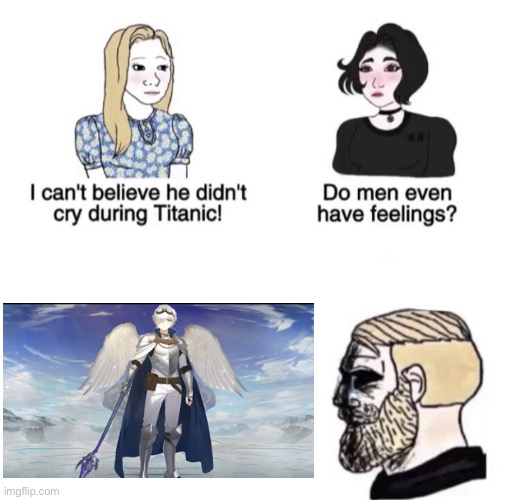 I can't believe he didn't
cry during Titanic!
Do men even
have feelings?
imgflip.com